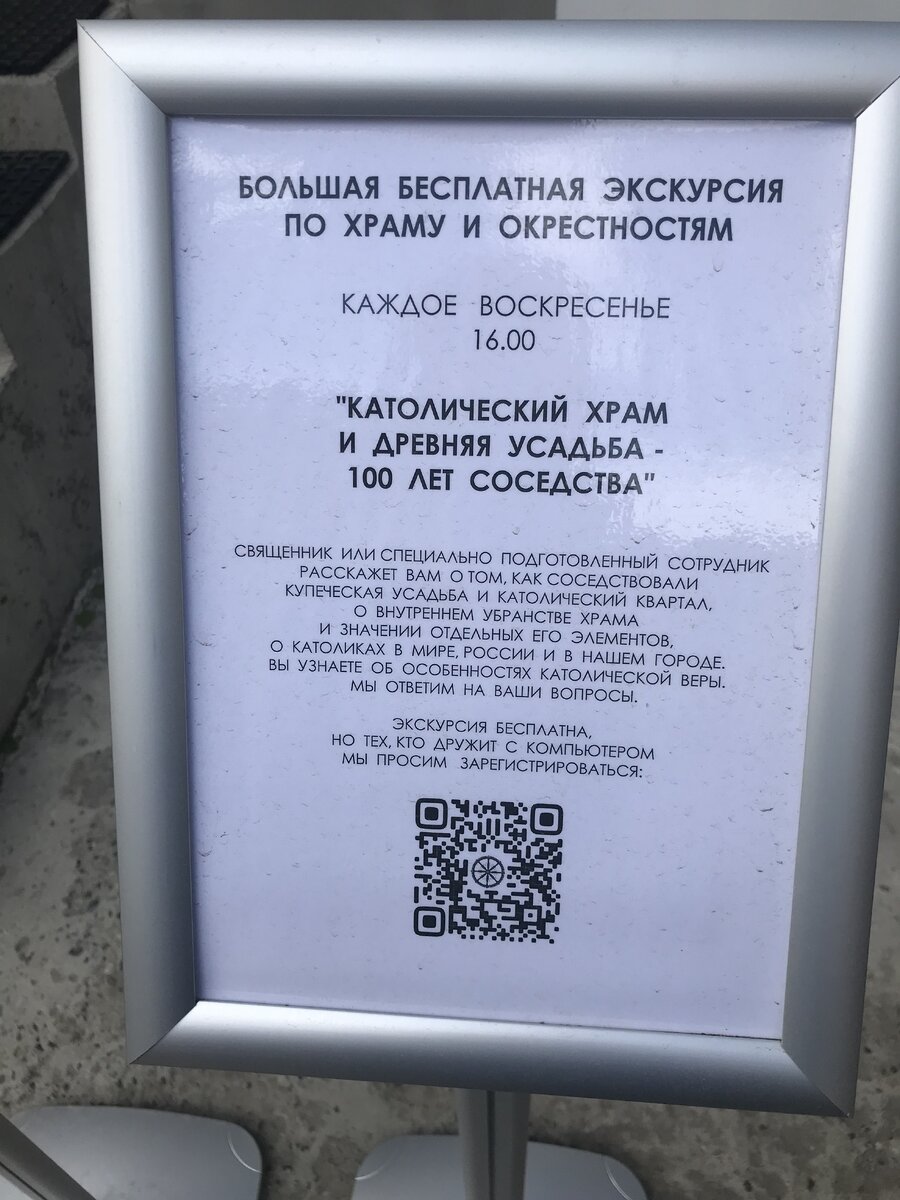 БОЛЬШАЯ БЕСПЛАТНАЯ ЭКСКУРСИЯ
ПО ХРАМУ И ОКРЕСТНОСТЯМ
КАЖДОЕ ВОСКРЕСЕНЬЕ
16.00
"КАТОЛИЧЕСКИЙ ХРАМ
И ДРЕВНЯЯ УСАДЬБА -
100 ЛЕТ СОСЕДСТВА"
СВЯЩЕННИК ИЛИ СПЕЦИАЛЬНО ПОДГОТОВЛЕННЫЙ СОТРУДНИК
РАССКАЖЕТ ВАМ О ТОМ, КАК СОСЕДСТВОВАЛИ
КУПЕЧЕСКАЯ УСАДЬБА И КАТОЛИЧЕСКИЙ КВАРТАЛ,
О ВНУТРЕННЕМ УБРАНСТВЕ ХРАМА
И ЗНАЧЕНИИ ОТДЕЛЬНЫХ ЕГО ЭЛЕМЕНТОВ,
О КАТОЛИКАХ В МИРЕ, РОССИИ И В НАШЕМ ГОРОДЕ.
ВЫ УЗНАЕТЕ ОБ ОСОБЕННОСТЯХ КАТОЛИЧЕСКОЙ ВЕРЫ.
МЫ ОТВЕТИМ НА ВАШИ ВОПРОСЫ.
ЭКСКУРСИЯ БЕСПЛАТНА,
НО ТЕХ, КТО ДРУЖИТ С КОМПЬЮТЕРОМ
МЫ ПРОСИМ ЗАРЕГИСТРИРОВАТЬСЯ: